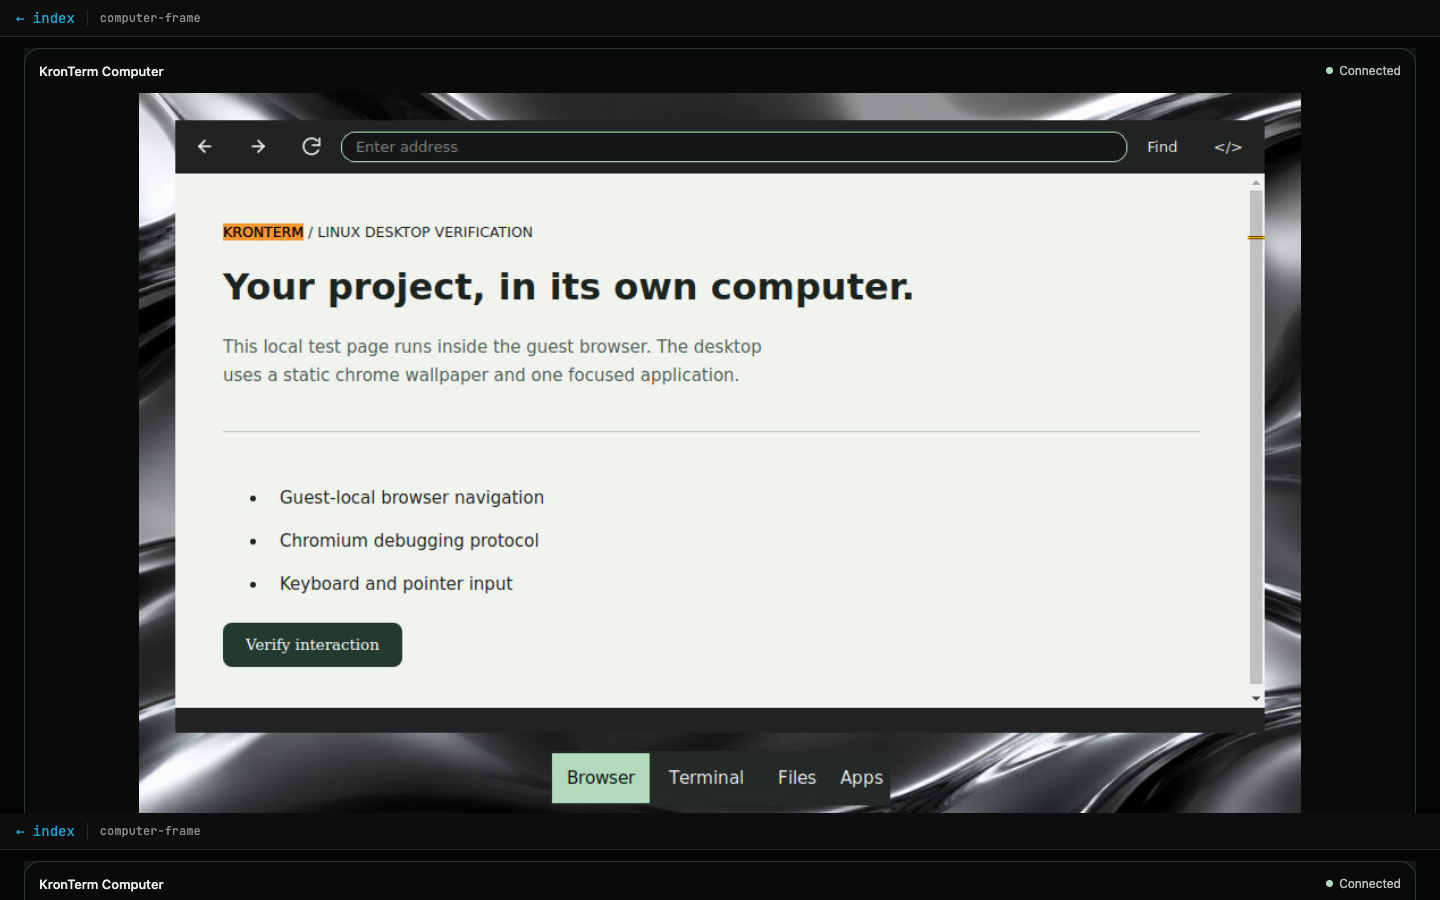 ← index computer-frame
KronTerm Computer Connected
Enter address Find </>
KRONTERM / LINUX DESKTOP VERIFICATION
Your project, in its own computer.
This local test page runs inside the guest browser. The desktop
uses a static chrome wallpaper and one focused application.
• Guest-local browser navigation
• Chromium debugging protocol
• Keyboard and pointer input
Verify interaction
Browser Terminal Files Apps
← index computer-frame
KronTerm Computer Connected